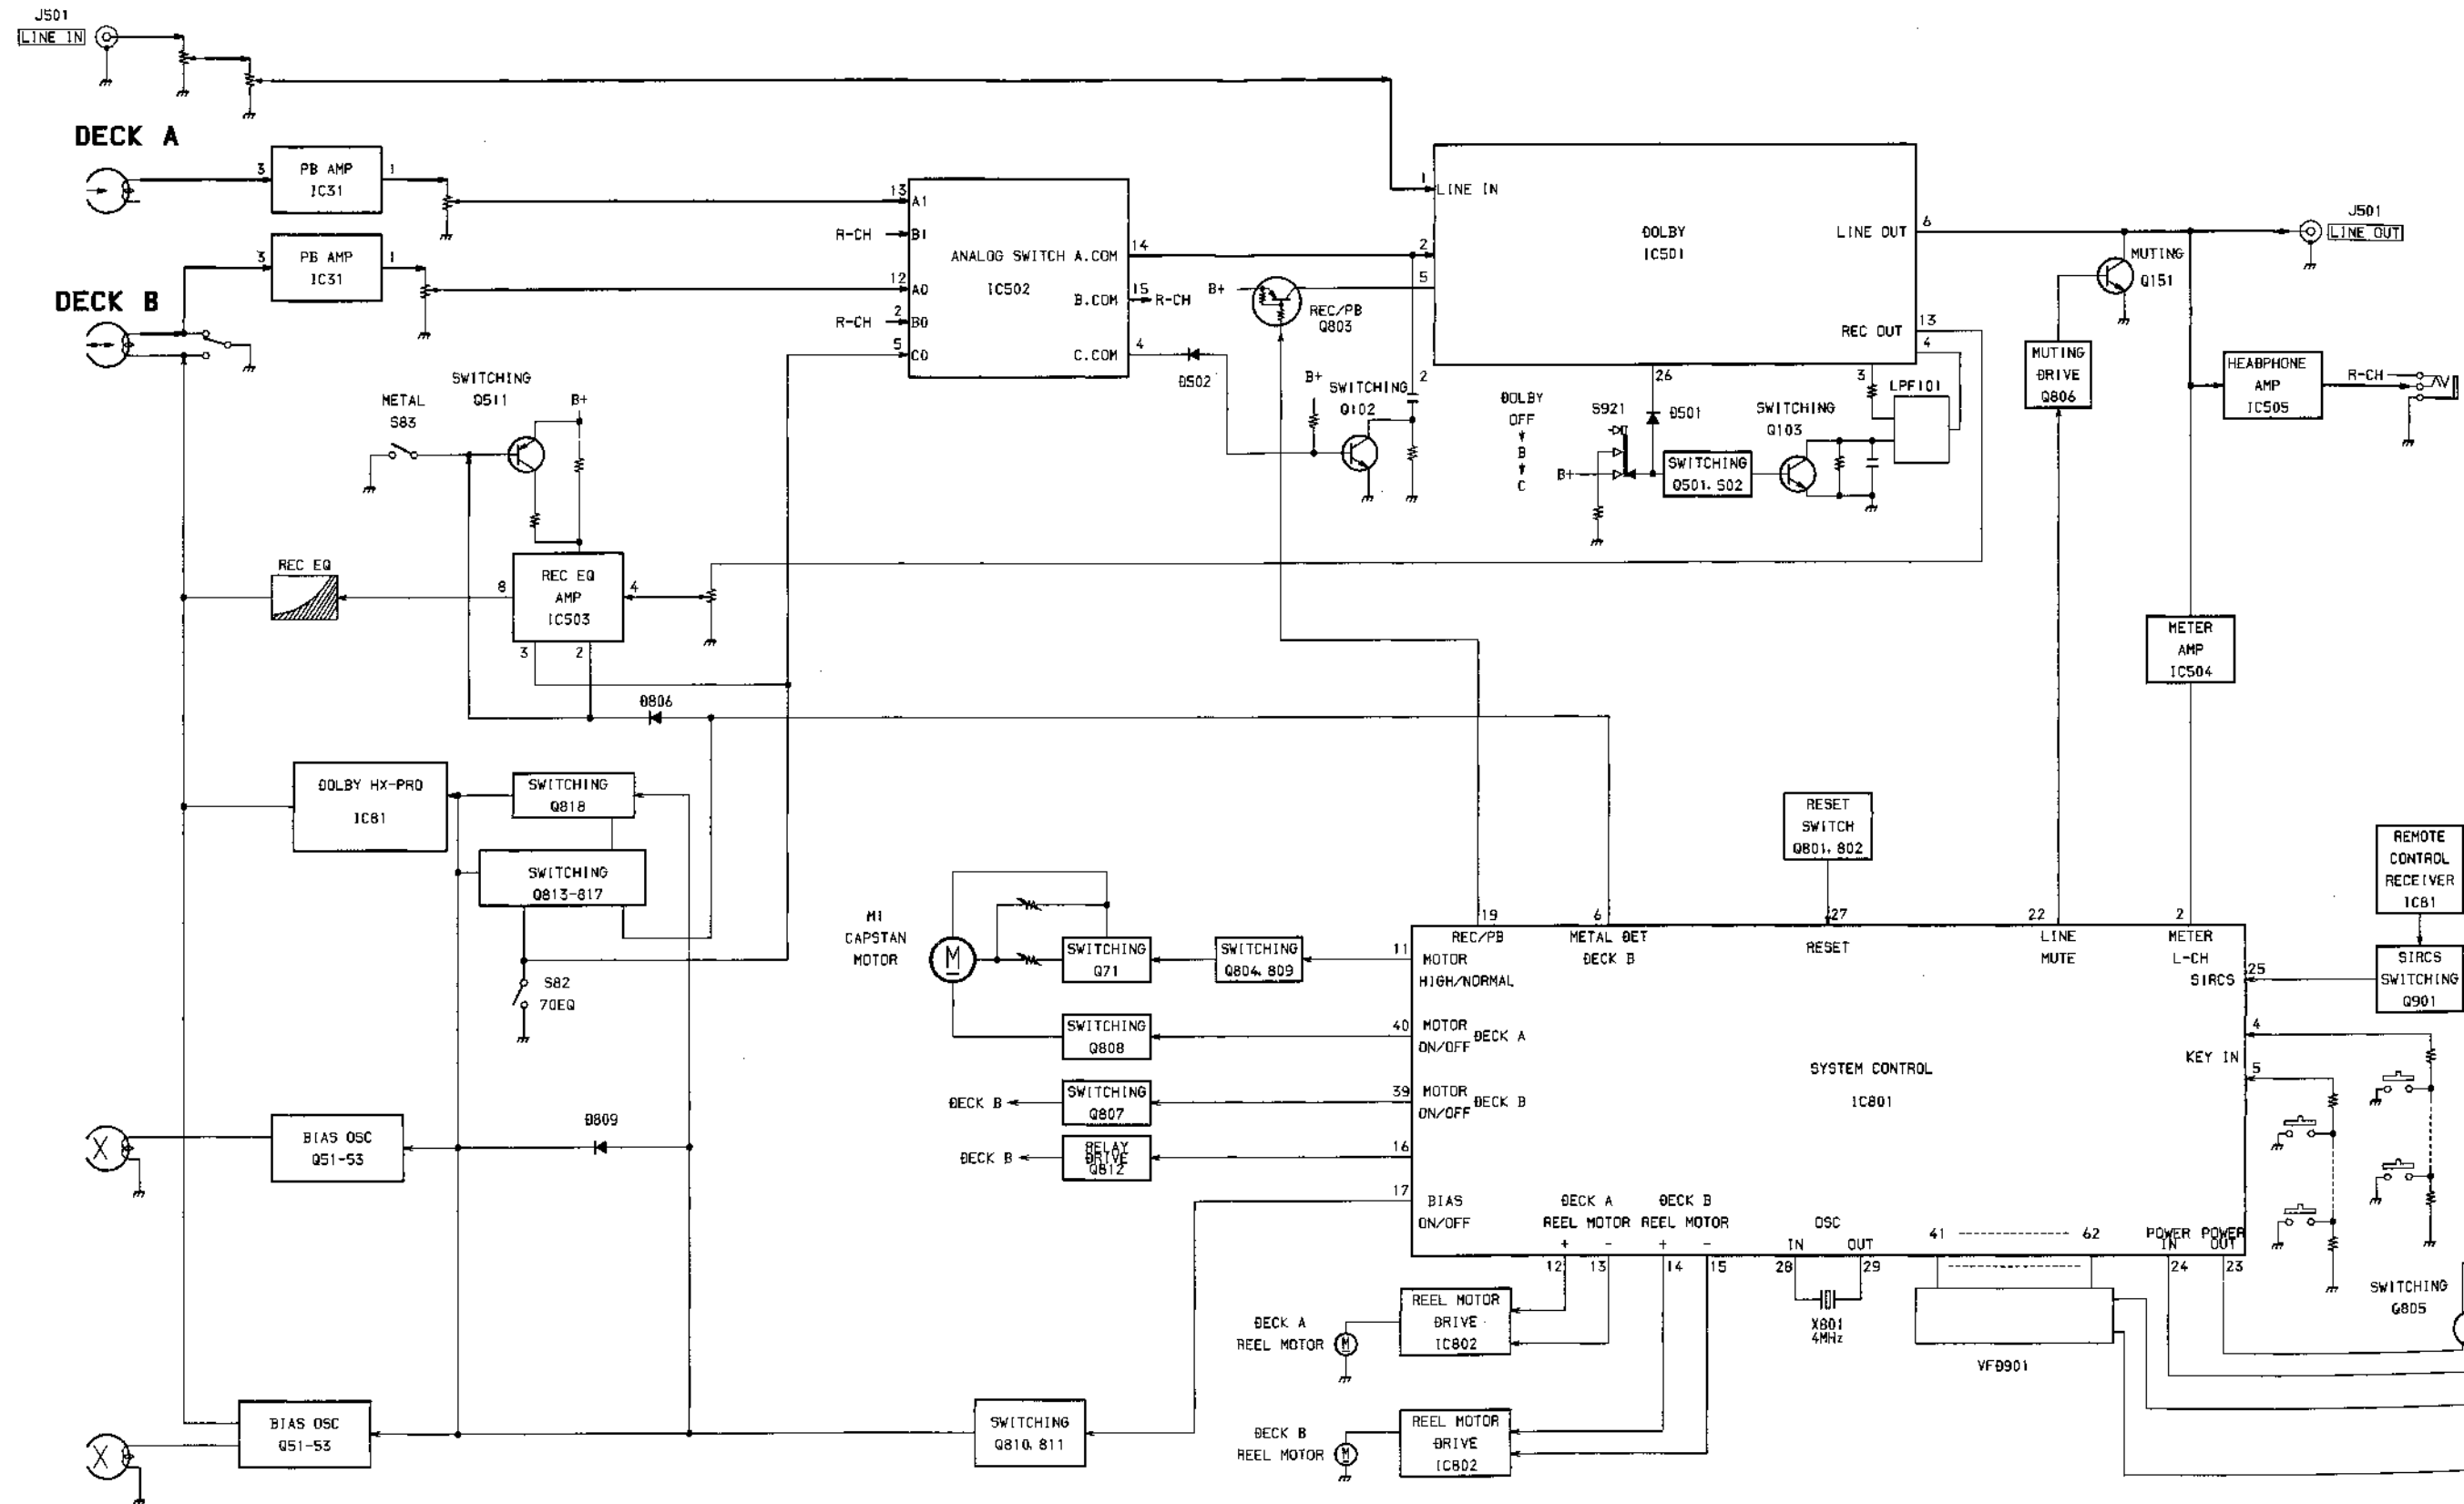 J501
LINE IN
DECK A
3
PB AMP
IC31
1
3
PB AMP
IC31
1
DECK B
13
A1
R-CH
B1
12
A0
R-CH
2
B0
5
C0
ANALOG SWITCH
IC502
A.COM
14
B.COM
15
R-CH
C.COM
4
D502
B+
REC/PB
Q803
1
LINE IN
2
5
DOLBY
IC501
LINE OUT
6
REC OUT
13
4
26
3
2
B+
SWITCHING
Q102
DOLBY
OFF
B
C
S921
B+
D501
SWITCHING
Q501, 502
SWITCHING
Q103
LPF101
J501
LINE OUT
MUTING
Q151
MUTING
DRIVE
Q806
HEADPHONE
AMP
IC505
R-CH
METER
AMP
IC504
SWITCHING
Q511
METAL
S83
B+
REC EQ
8
REC EQ
AMP
IC503
4
3
2
D806
DOLBY HX-PRO
IC81
SWITCHING
Q818
SWITCHING
Q813-817
S82
70EQ
BIAS OSC
Q51-53
D809
BIAS OSC
Q51-53
SWITCHING
Q810, 811
M1
CAPSTAN
MOTOR
M
SWITCHING
Q71
SWITCHING
Q804, 809
SWITCHING
Q808
DECK B
SWITCHING
Q807
DECK B
RELAY
DRIVE
Q812
RESET
SWITCH
Q801, 802
19
REC/PB
6
METAL DET
DECK B
27
RESET
22
LINE
MUTE
2
METER
L-CH
11
MOTOR
HIGH/NORMAL
40
MOTOR
ON/OFF
DECK A
39
MOTOR
ON/OFF
DECK B
16
17
BIAS
ON/OFF
SYSTEM CONTROL
IC801
SIRCS
25
KEY IN
4
5
DECK A
REEL MOTOR
+ -
DECK B
REEL MOTOR
+ -
OSC
IN OUT
41 62
POWER
IN
POWER
OUT
12 13 14 15 28 29 24 23
REMOTE
CONTROL
RECEIVER
IC81
SIRCS
SWITCHING
Q901
DECK A
REEL MOTOR
M
REEL MOTOR
DRIVE
IC802
DECK B
REEL MOTOR
M
REEL MOTOR
DRIVE
IC802
X801
4MHz
VFD901
SWITCHING
Q805